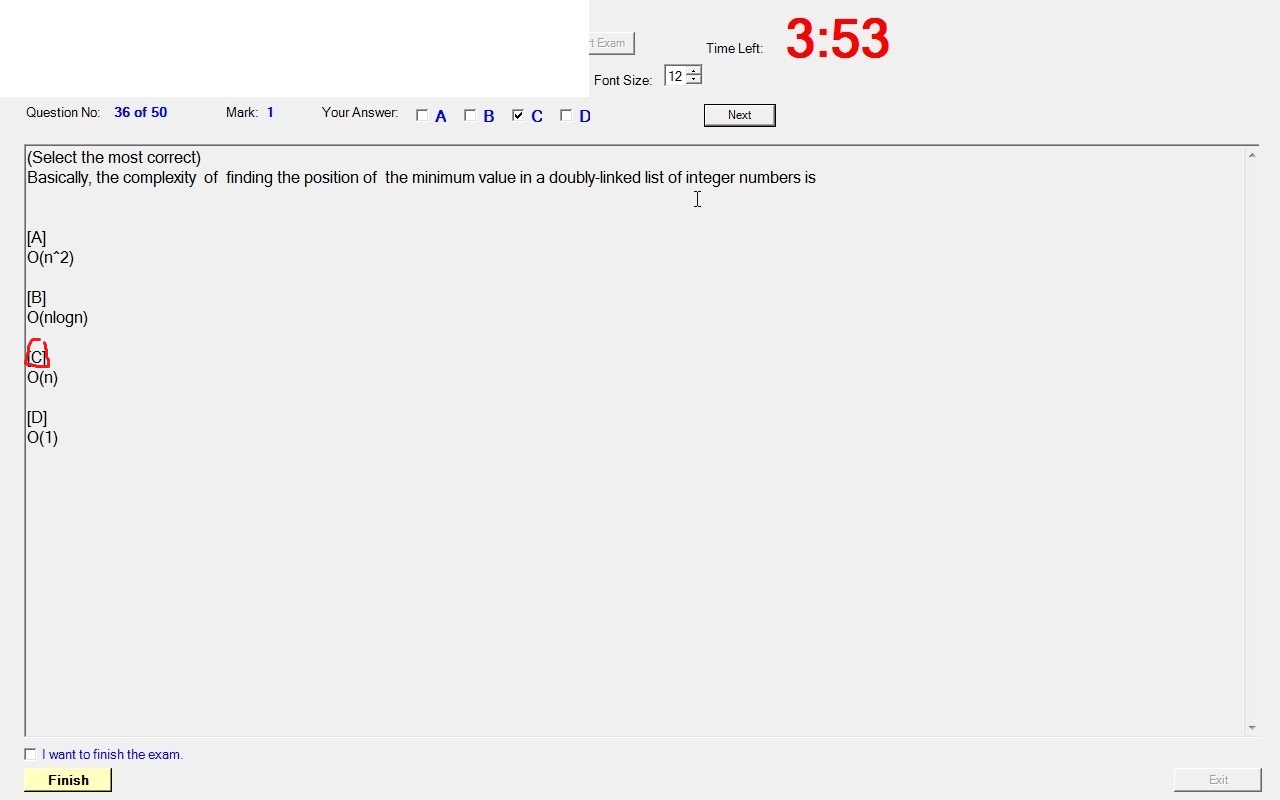 t Exam
Time Left: 3:53
Font Size: 12
Question No: 36 of 50 Mark: 1 Your Answer: A B C D Next
(Select the most correct)
Basically, the complexity of finding the position of the minimum value in a doubly-linked list of integer numbers is
[A]
O(n^2)
[B]
O(nlogn)
[C]
O(n)
[D]
O(1)
I want to finish the exam.
Finish Exit